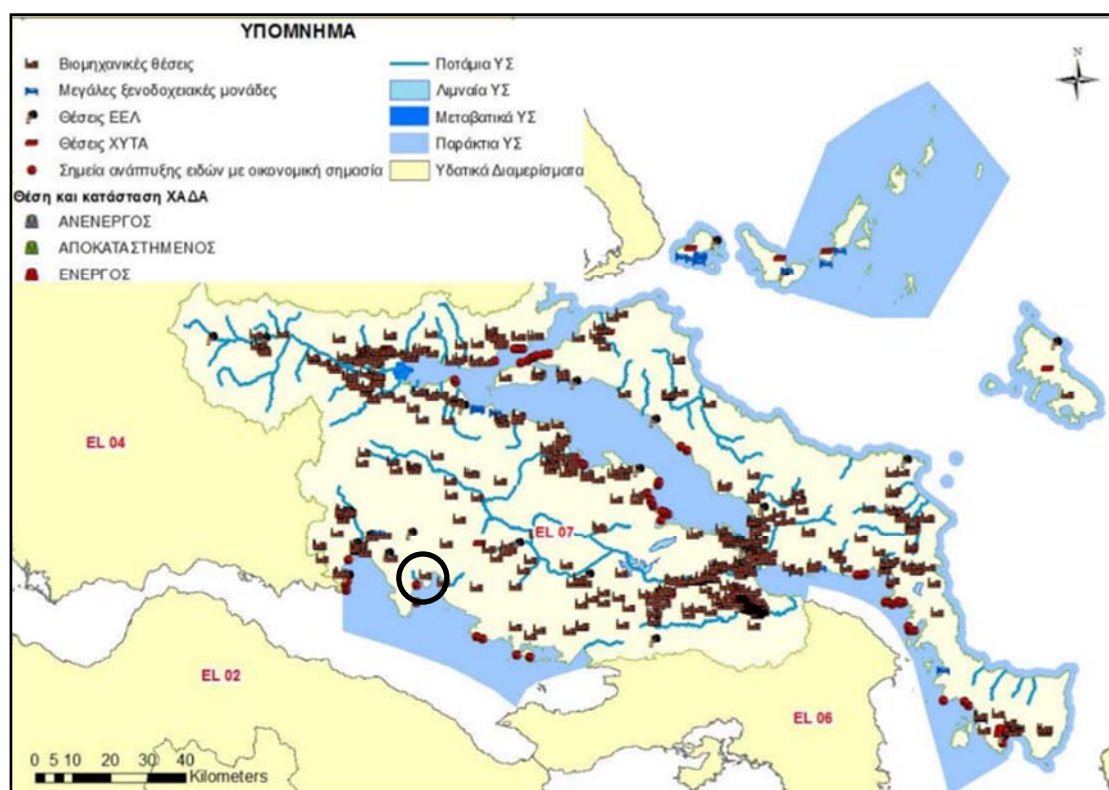 ΥΠΟΜΝΗΜΑ
Βιομηχανικές θέσεις
Μεγάλες ξενοδοχειακές μονάδες
Θέσεις ΕΕΛ
Θέσεις ΧΥΤΑ
Σημεία ανάπτυξης ειδών με οικονομική σημασία
Θέση και κατάσταση ΧΑΔΑ
ΑΝΕΝΕΡΓΟΣ
ΑΠΟΚΑΤΑΣΤΗΜΕΝΟΣ
ΕΝΕΡΓΟΣ
Ποτάμια ΥΣ
Λιμναία ΥΣ
Μεταβατικά ΥΣ
Παράκτια ΥΣ
Υδατικά Διαμερίσματα
N
EL 04
EL 07
EL 02
EL 06
0 5 10 20 30 40
Kilometers